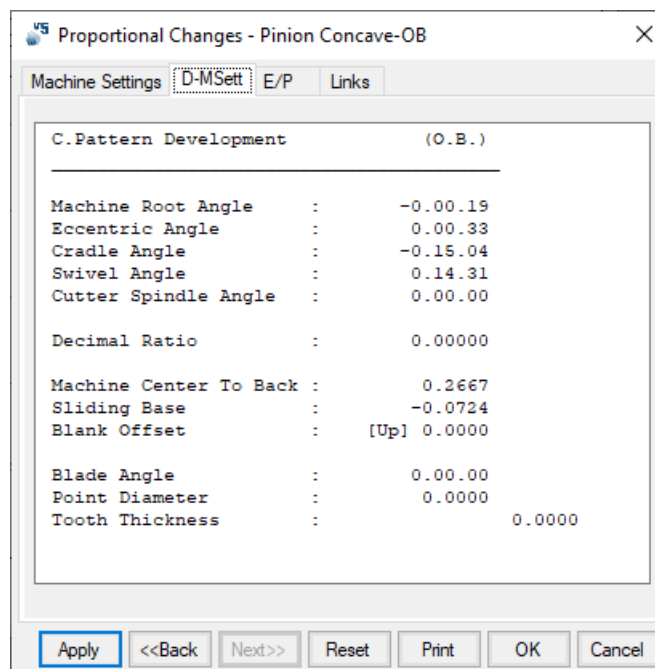 Proportional Changes - Pinion Concave-OB
Machine Settings D-MSett E/P Links
C.Pattern Development (O.B.)
Machine Root Angle : -0.00.19
Eccentric Angle : 0.00.33
Cradle Angle : -0.15.04
Swivel Angle : 0.14.31
Cutter Spindle Angle : 0.00.00
Decimal Ratio : 0.00000
Machine Center To Back : 0.2667
Sliding Base : -0.0724
Blank Offset : [Up] 0.0000
Blade Angle : 0.00.00
Point Diameter : 0.0000
Tooth Thickness : 0.0000
Apply <<Back Next>> Reset Print OK Cancel